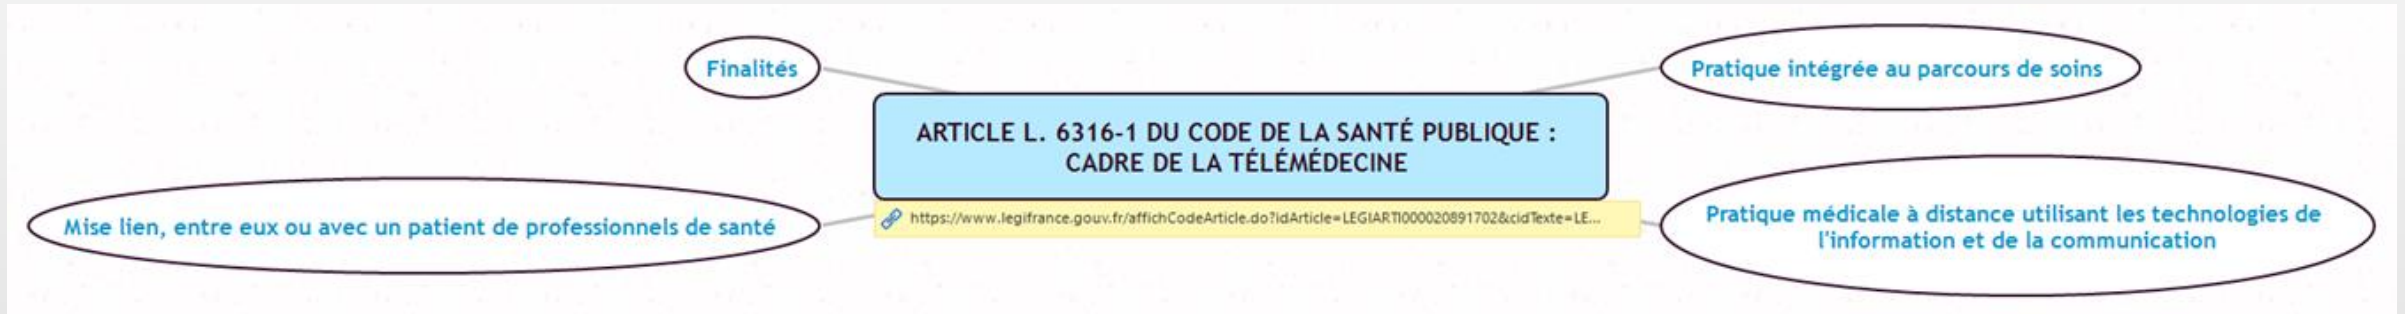 Finalités
Pratique intégrée au parcours de soins
ARTICLE L. 6316-1 DU CODE DE LA SANTÉ PUBLIQUE :
CADRE DE LA TÉLÉMÉDECINE
https://www.legifrance.gouv.fr/affichCodeArticle.do?idArticle=LEGIARTI000020891702&cidTexte=LE...
Mise lien, entre eux ou avec un patient de professionnels de santé
Pratique médicale à distance utilisant les technologies de
l'information et de la communication